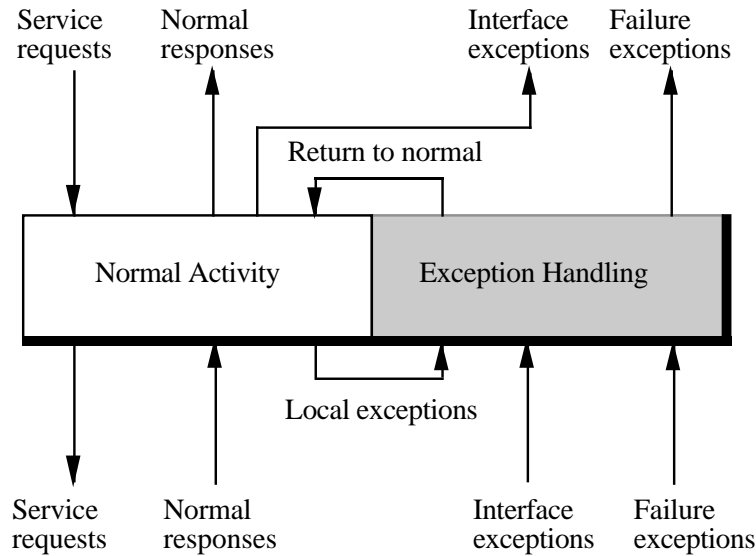 Service requests
Normal responses
Interface exceptions
Failure exceptions
Return to normal
Normal Activity
Exception Handling
Local exceptions
Service requests
Normal responses
Interface exceptions
Failure exceptions